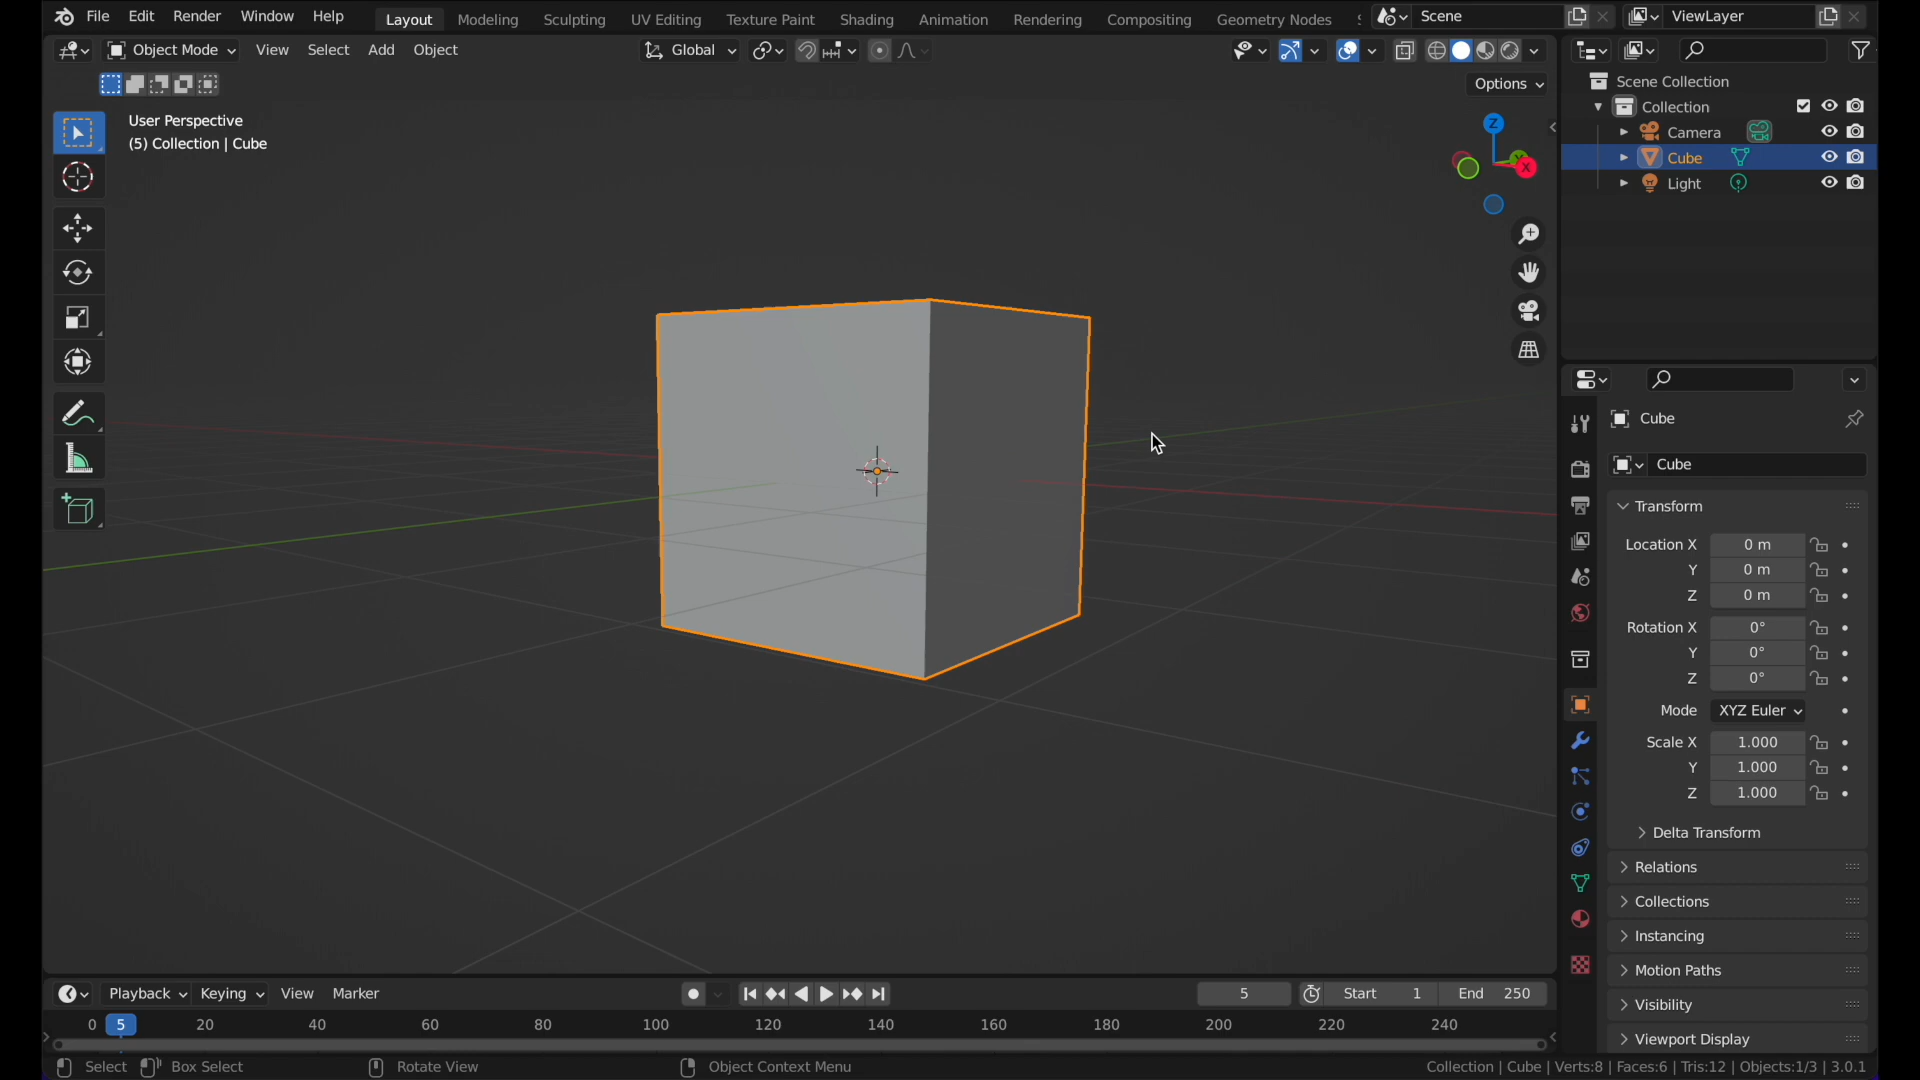 File Edit Render Window Help Layout Modeling Sculpting UV Editing Texture Paint Shading Animation Rendering Compositing Geometry Nodes Scene ViewLayer
Object Mode View Select Add Object Global
Options
User Perspective
(5) Collection | Cube
Z
X
Scene Collection
Collection
Camera
Cube
Light
Cube
Cube
Transform
Location X 0 m
Y 0 m
Z 0 m
Rotation X 0°
Y 0°
Z 0°
Mode XYZ Euler
Scale X 1.000
Y 1.000
Z 1.000
Delta Transform
Relations
Collections
Instancing
Motion Paths
Visibility
Viewport Display
Playback Keying View Marker 5 Start 1 End 250
0 5 20 40 60 80 100 120 140 160 180 200 220 240
Select Box Select Rotate View Object Context Menu Collection | Cube | Verts:8 | Faces:6 | Tris:12 | Objects:1/3 | 3.0.1